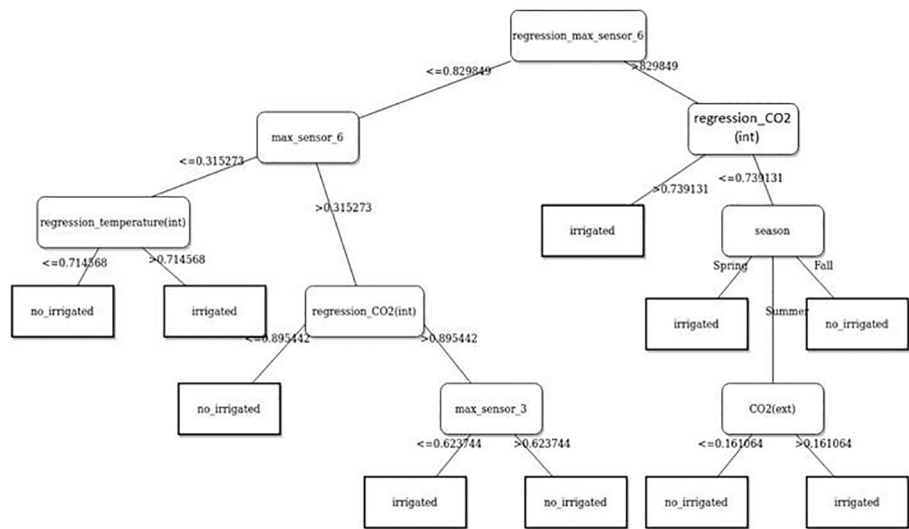 regression_max_sensor_6
<=0.829849
>829849
regression_CO2
(int)
max_sensor_6
<=0.315273
>0.315273
>0.739131
<=0.739131
regression_temperature(int)
<=0.714568
>0.714568
irrigated
season
Spring
Summer
Fall
no_irrigated
irrigated
regression_CO2(int)
<=0.895442
>0.895442
irrigated
no_irrigated
no_irrigated
max_sensor_3
CO2(ext)
<=0.623744
>0.623744
<=0.161064
>0.161064
irrigated
no_irrigated
no_irrigated
irrigated